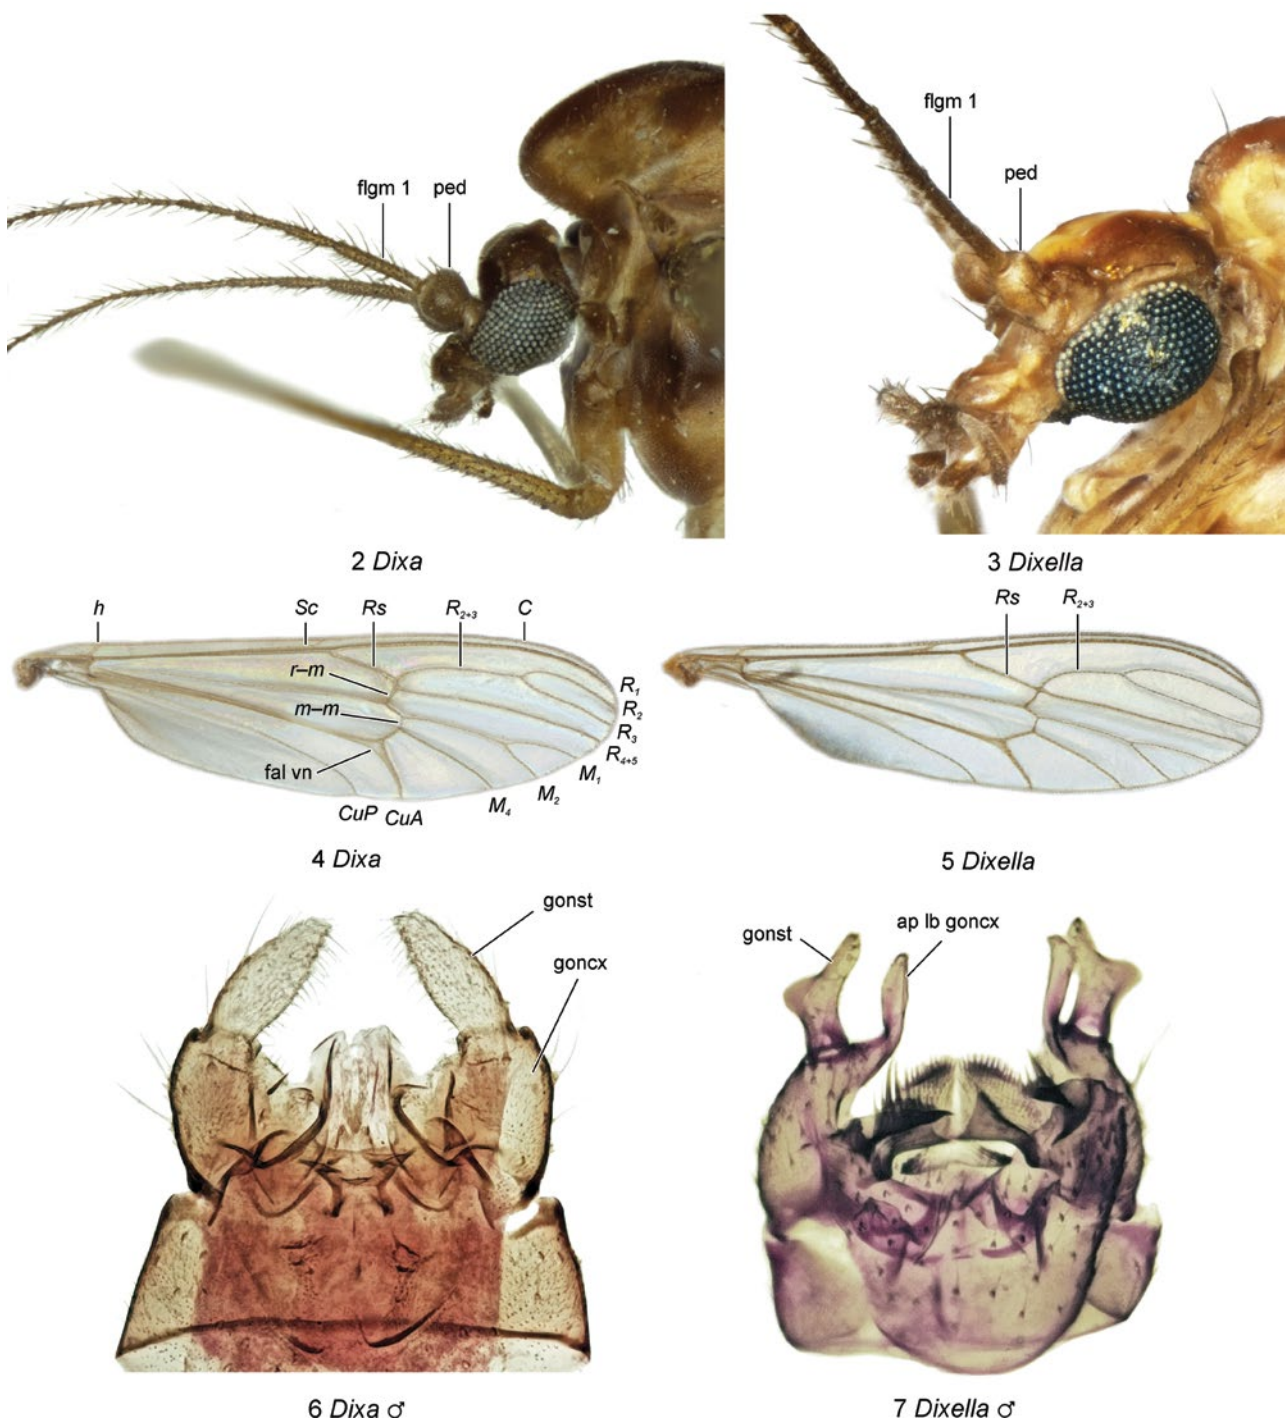 flgm 1 ped
flgm 1
ped
2 Dixa
3 Dixella
h Sc Rs R2+3 C
r–m
m–m
fal vn
R1
R2
R3
R4+5
M1
M2
M4
CuP CuA
Rs R2+3
4 Dixa
5 Dixella
gonst
goncx
gonst
ap lb goncx
6 Dixa ♂
7 Dixella ♂